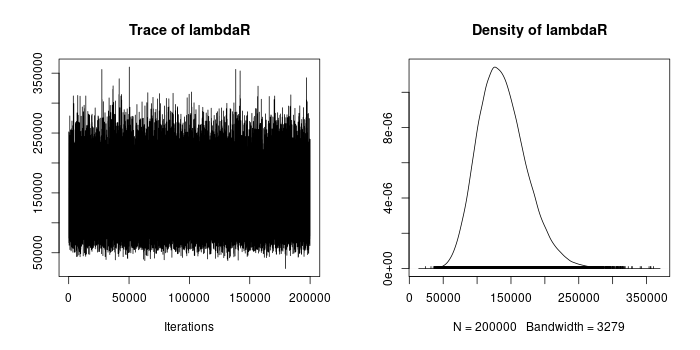 Trace of lambdaR
350000
250000
150000
50000
0 50000 100000 150000 200000
Iterations
Density of lambdaR
8e-06
4e-06
0e+00
0 50000 150000 250000 350000
N = 200000 Bandwidth = 3279